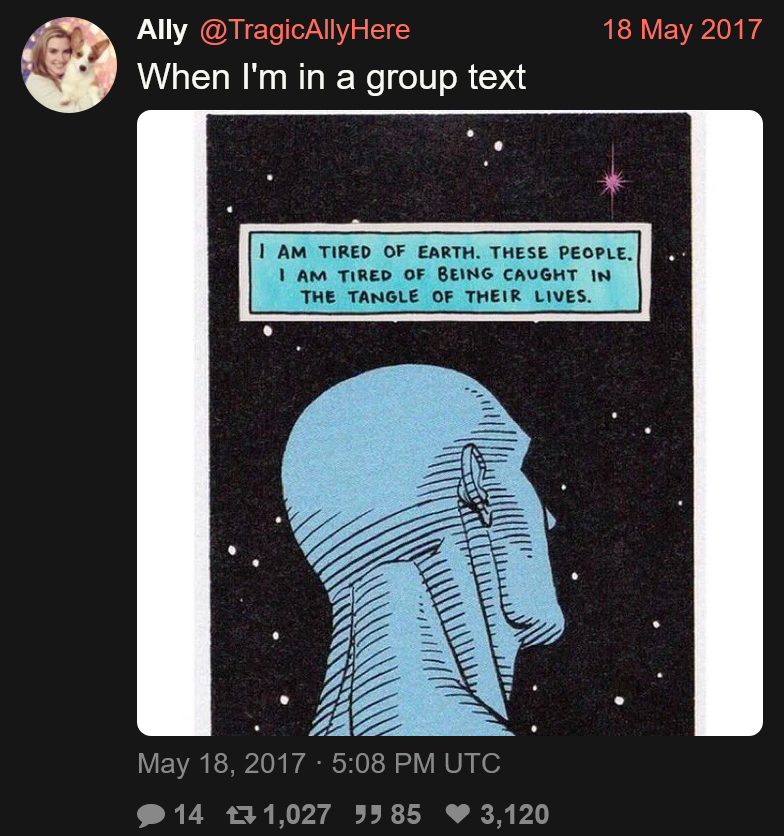 Ally @TragicAllyHere 18 May 2017
When I'm in a group text
I AM TIRED OF EARTH. THESE PEOPLE.
I AM TIRED OF BEING CAUGHT IN
THE TANGLE OF THEIR LIVES.
May 18, 2017 · 5:08 PM UTC
14 1,027 85 3,120